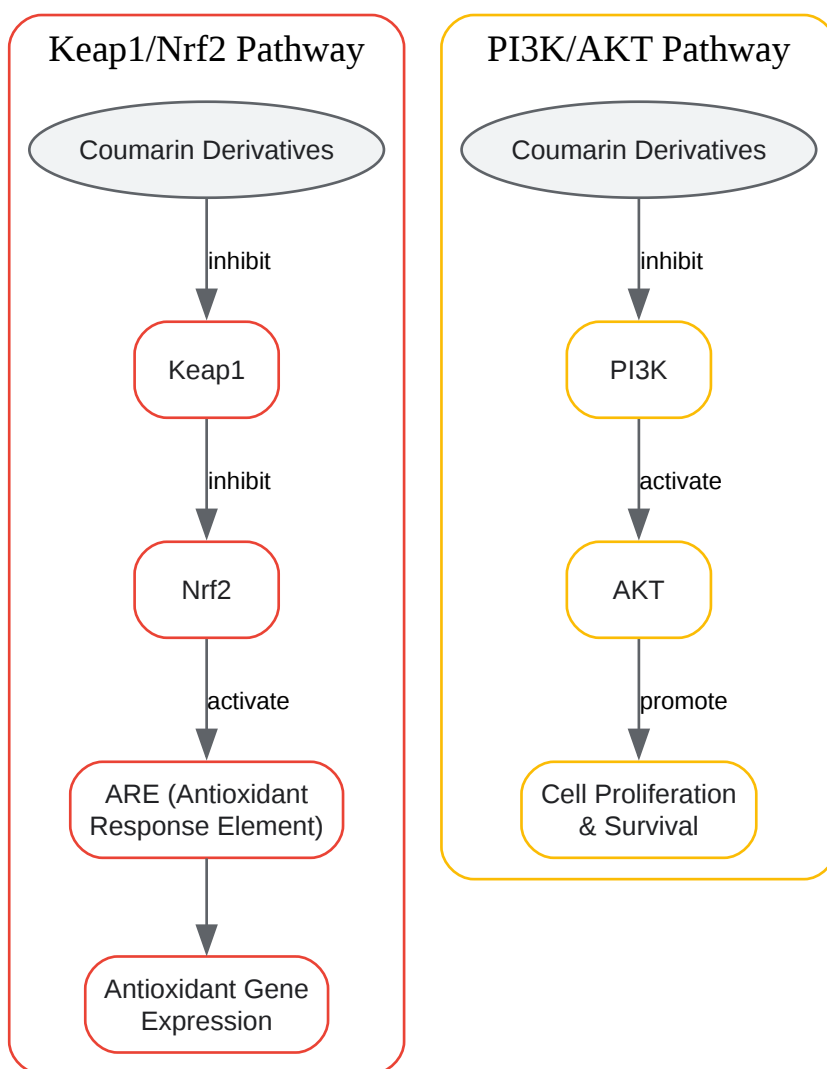 Keap1/Nrf2 Pathway
Coumarin Derivatives
inhibit
Keap1
inhibit
Nrf2
activate
ARE (Antioxidant
Response Element)
Antioxidant Gene
Expression
PI3K/AKT Pathway
Coumarin Derivatives
inhibit
PI3K
activate
AKT
promote
Cell Proliferation
& Survival